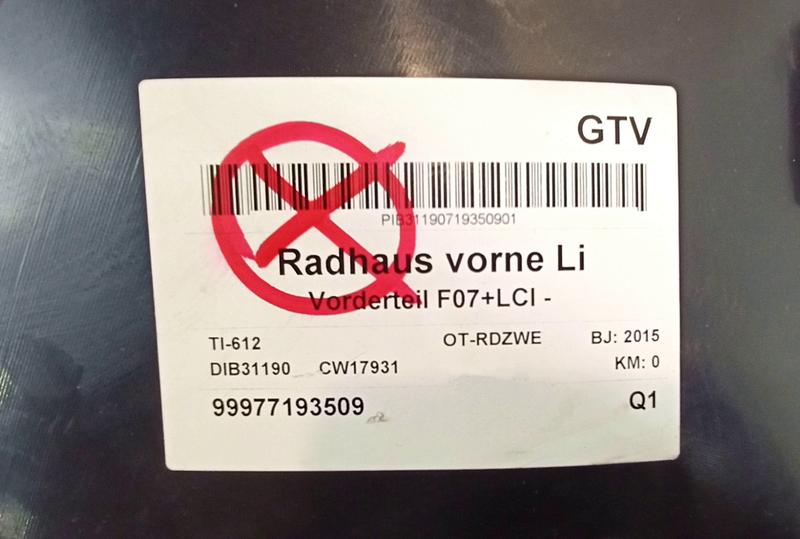 GTV
PIB31190719350901
Radhaus vorne Li
Vorderteil F07+LCI -
TI-612 OT-RDZWE BJ: 2015
DIB31190 CW17931 KM: 0
99977193509 Q1